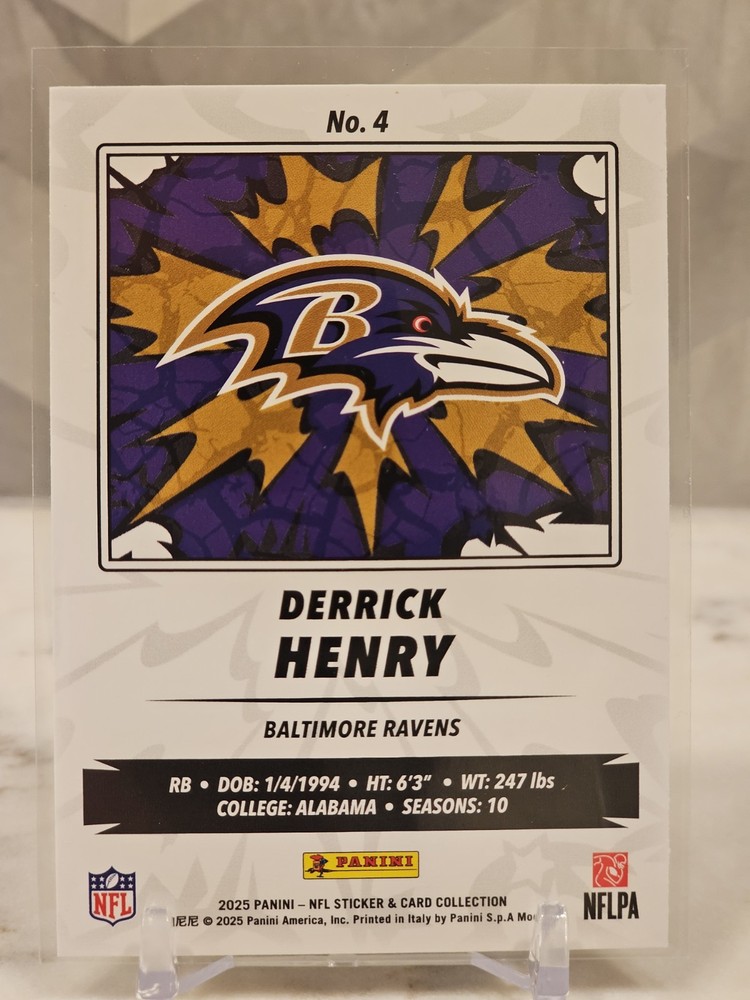 No. 4
B
DERRICK
HENRY
BALTIMORE RAVENS
RB • DOB: 1/4/1994 • HT: 6'3" • WT: 247 lbs
COLLEGE: ALABAMA • SEASONS: 10
PANINI
NFL
NFLPA
2025 PANINI – NFL STICKER & CARD COLLECTION
尼尼 © 2025 Panini America, Inc. Printed in Italy by Panini S.p.A